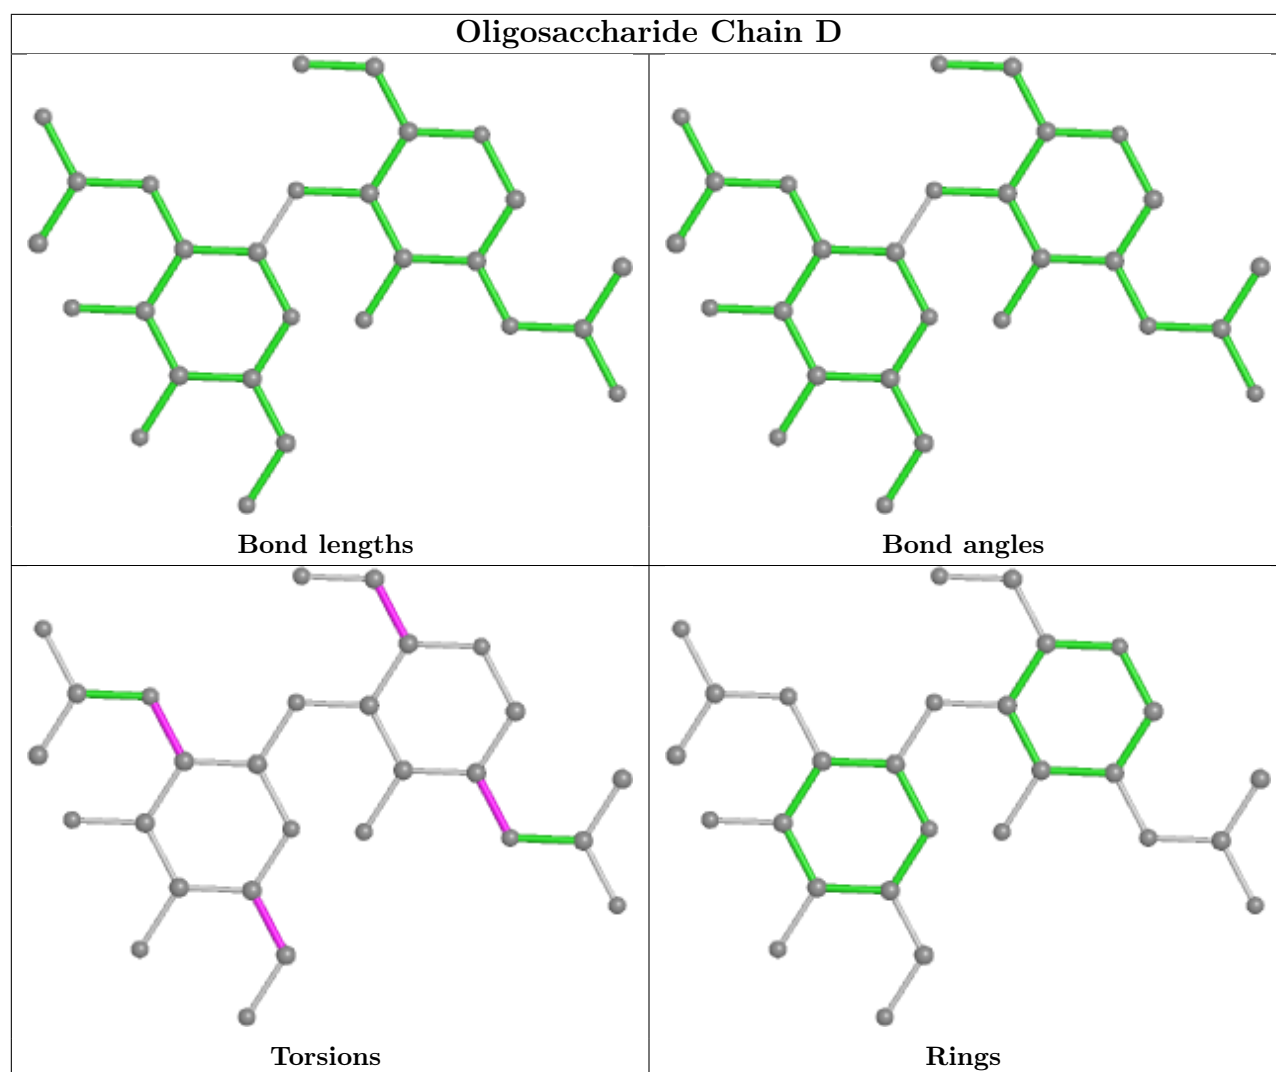 Oligosaccharide Chain D
Bond lengths
Bond angles
Torsions
Rings